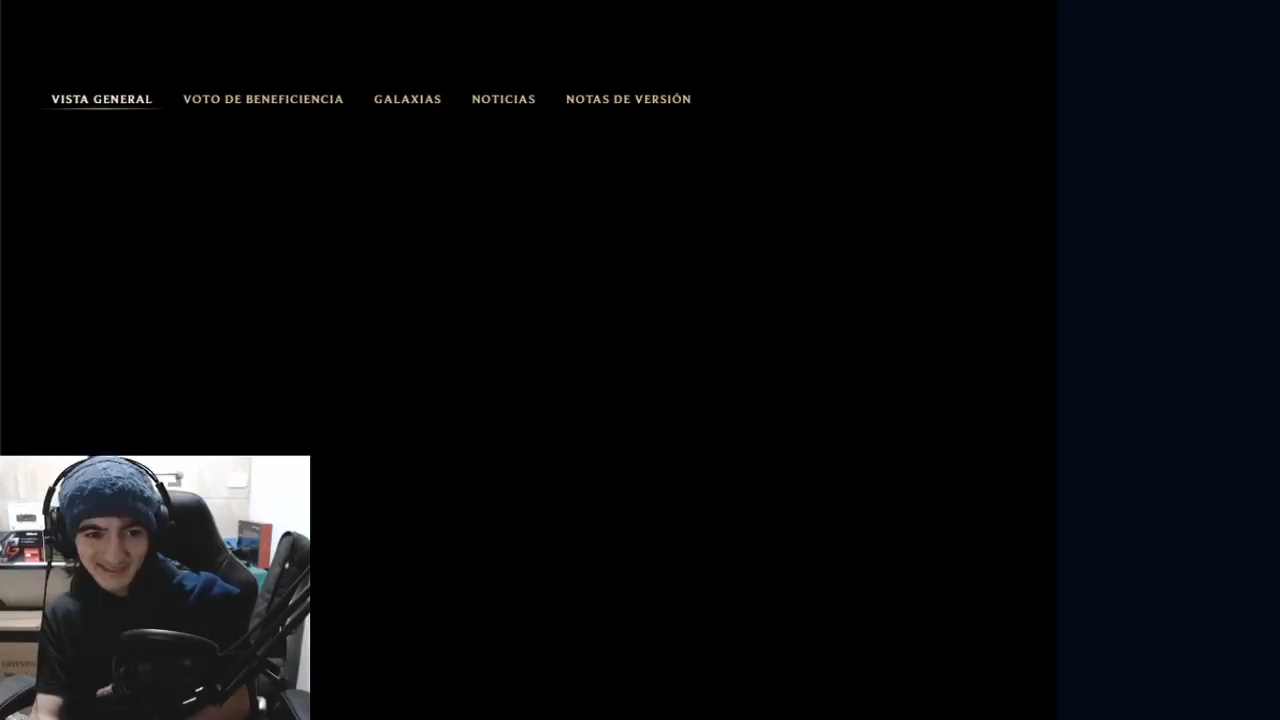 VISTA GENERAL VOTO DE BENEFICIENCIA GALAXIAS NOTICIAS NOTAS DE VERSIÓN